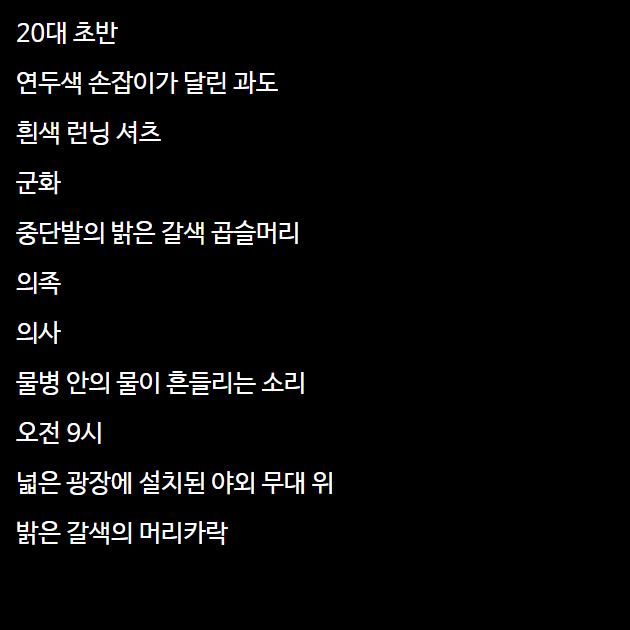 20대 초반
연두색 손잡이가 달린 과도
흰색 런닝 셔츠
군화
중단발의 밝은 갈색 곱슬머리
의족
의사
물병 안의 물이 흔들리는 소리
오전 9시
넓은 광장에 설치된 야외 무대 위
밝은 갈색의 머리카락